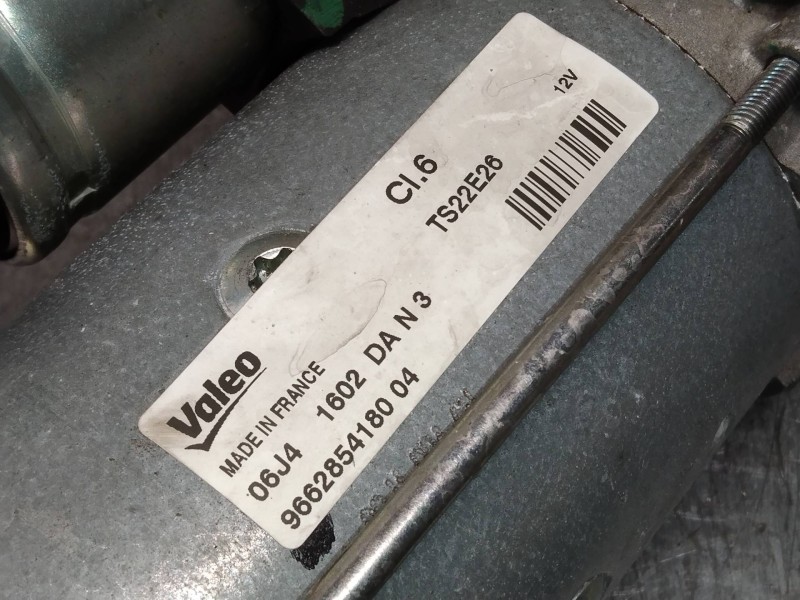 12V
Cl.6
TS22E26
Valeo
MADE IN FRANCE
06J4 1602 DA N 3
9662854180 04